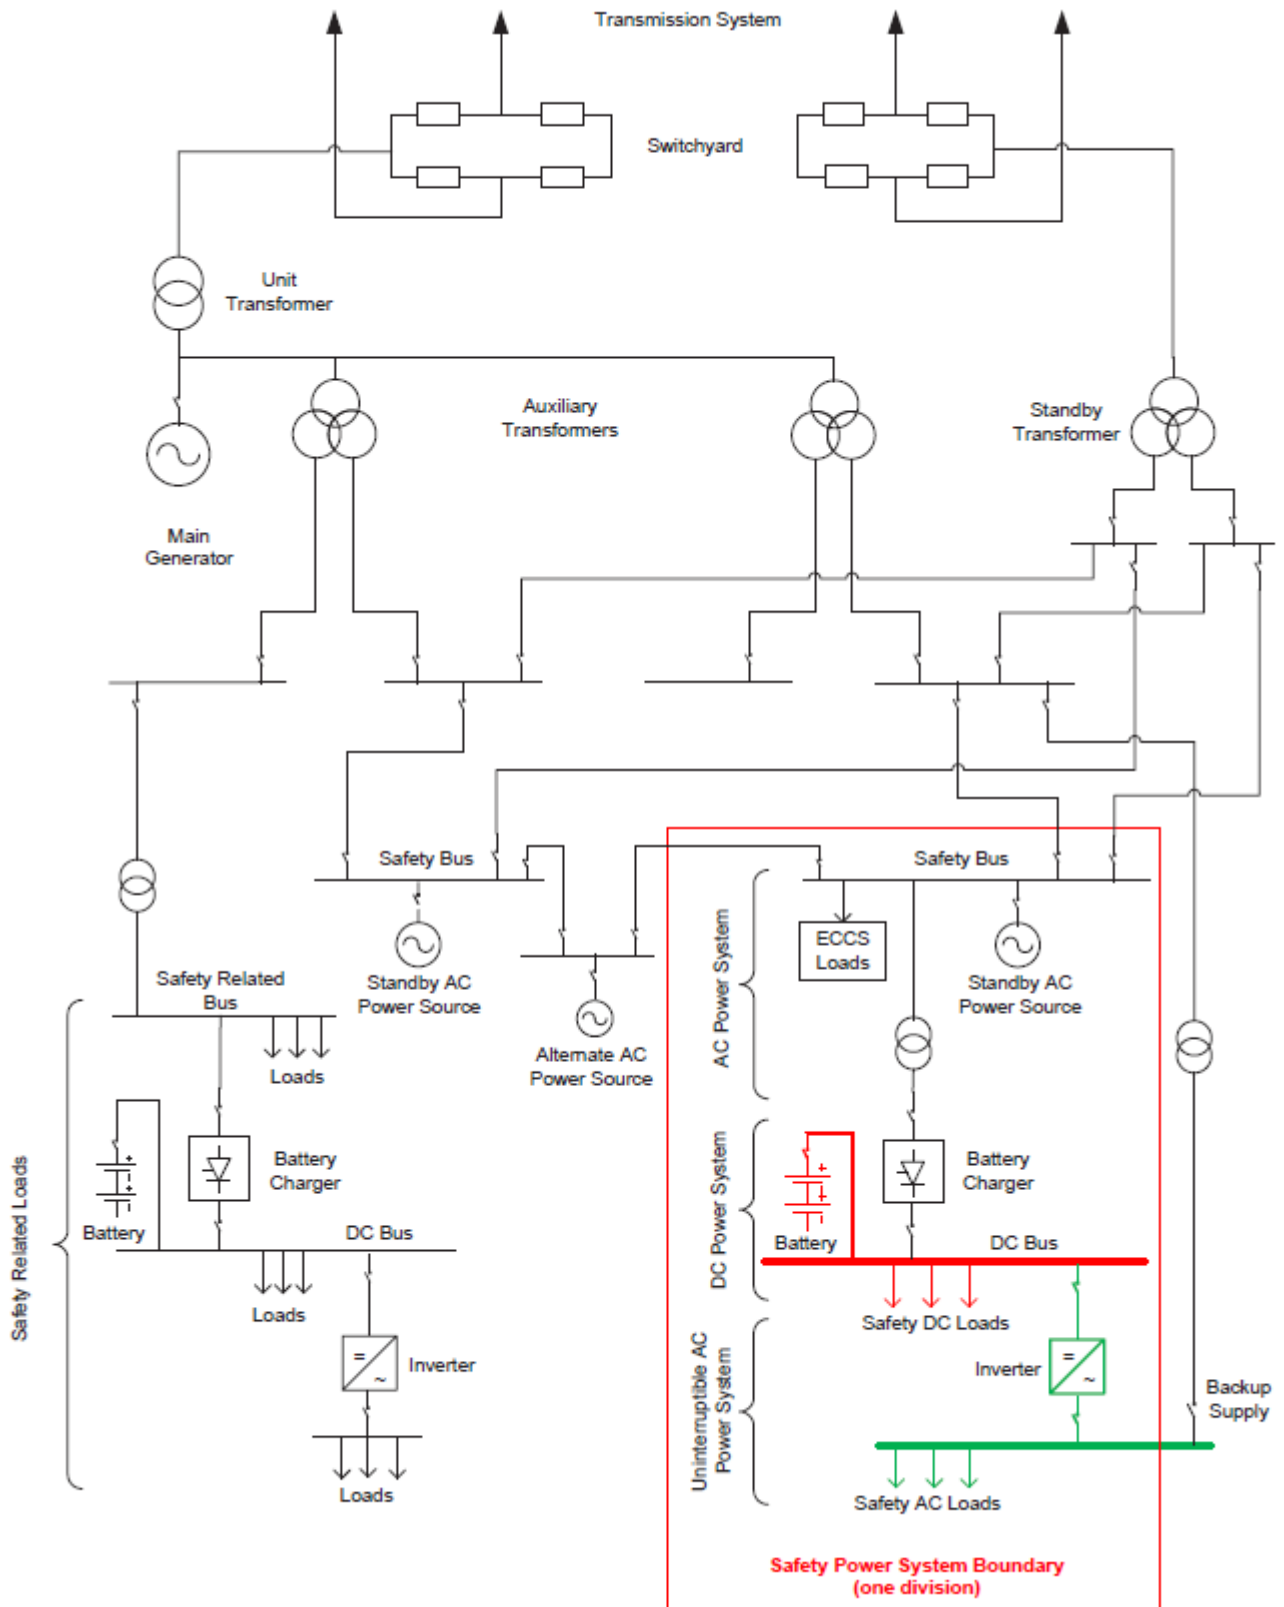 Transmission System
Switchyard
Unit
Transformer
Auxiliary
Transformers
Standby
Transformer
Main
Generator
Safety Bus
Safety Bus
AC Power System
ECCS
Loads
Standby AC
Power Source
Standby AC
Power Source
Safety Related
Bus
Alternate AC
Power Source
Loads
Safety Related Loads
Battery
Charger
Battery
DC Bus
Loads
Inverter
Loads
DC Power System
Battery
Charger
Battery
DC Bus
Safety DC Loads
Uninterruptible AC
Power System
Inverter
Backup
Supply
Safety AC Loads
Safety Power System Boundary
(one division)